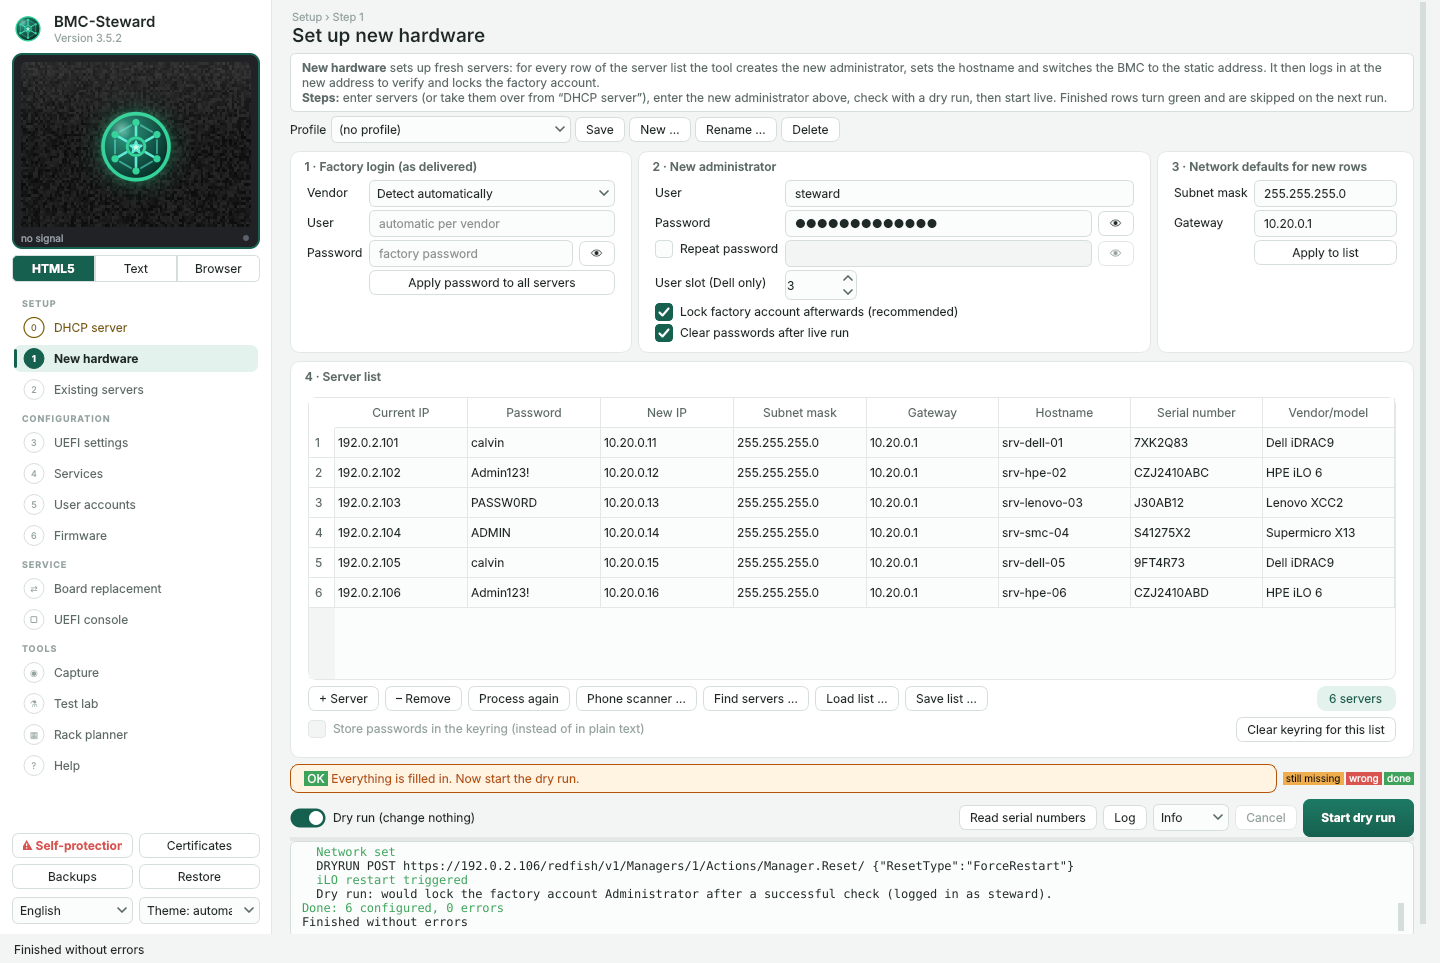 BMC-Steward
Version 3.5.2
no signal
HTML5 Text Browser
SETUP
0 DHCP server
1 New hardware
2 Existing servers
CONFIGURATION
3 UEFI settings
4 Services
5 User accounts
6 Firmware
SERVICE
Board replacement
UEFI console
TOOLS
Capture
Test lab
Rack planner
? Help
Self-protection Certificates
Backups Restore
English Theme: automa
Setup › Step 1
Set up new hardware
New hardware sets up fresh servers: for every row of the server list the tool creates the new administrator, sets the hostname and switches the BMC to the static address. It then logs in at the
new address to verify and locks the factory account.
Steps: enter servers (or take them over from “DHCP server”), enter the new administrator above, check with a dry run, then start live. Finished rows turn green and are skipped on the next run.
Profile (no profile) Save New ... Rename ... Delete
1 · Factory login (as delivered)
Vendor Detect automatically
User automatic per vendor
Password factory password
Apply password to all servers
2 · New administrator
User steward
Password ●●●●●●●●●●●●●
Repeat password
User slot (Dell only) 3
Lock factory account afterwards (recommended)
Clear passwords after live run
3 · Network defaults for new rows
Subnet mask 255.255.255.0
Gateway 10.20.0.1
Apply to list
4 · Server list
Current IP Password New IP Subnet mask Gateway Hostname Serial number Vendor/model
1 192.0.2.101 calvin 10.20.0.11 255.255.255.0 10.20.0.1 srv-dell-01 7XK2Q83 Dell iDRAC9
2 192.0.2.102 Admin123! 10.20.0.12 255.255.255.0 10.20.0.1 srv-hpe-02 CZJ2410ABC HPE iLO 6
3 192.0.2.103 PASSW0RD 10.20.0.13 255.255.255.0 10.20.0.1 srv-lenovo-03 J30AB12 Lenovo XCC2
4 192.0.2.104 ADMIN 10.20.0.14 255.255.255.0 10.20.0.1 srv-smc-04 S41275X2 Supermicro X13
5 192.0.2.105 calvin 10.20.0.15 255.255.255.0 10.20.0.1 srv-dell-05 9FT4R73 Dell iDRAC9
6 192.0.2.106 Admin123! 10.20.0.16 255.255.255.0 10.20.0.1 srv-hpe-06 CZJ2410ABD HPE iLO 6
+ Server – Remove Process again Phone scanner ... Find servers ... Load list ... Save list ... 6 servers
Store passwords in the keyring (instead of in plain text) Clear keyring for this list
OK Everything is filled in. Now start the dry run. still missing wrong done
Dry run (change nothing) Read serial numbers Log Info Cancel Start dry run
Network set
DRYRUN POST https://192.0.2.106/redfish/v1/Managers/1/Actions/Manager.Reset/ {"ResetType":"ForceRestart"}
iLO restart triggered
Dry run: would lock the factory account Administrator after a successful check (logged in as steward).
Done: 6 configured, 0 errors
Finished without errors
Finished without errors